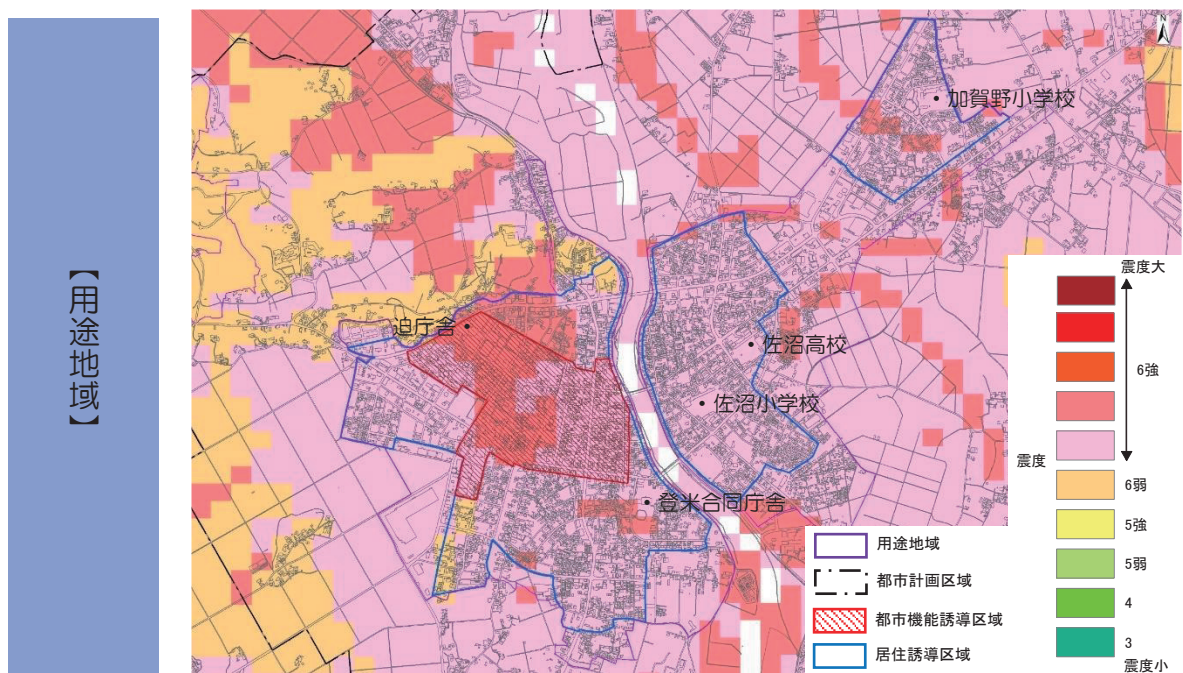 【用途地域】
N
加賀野小学校
迫庁舎
佐沼高校
佐沼小学校
登米合同庁舎
用途地域
都市計画区域
都市機能誘導区域
居住誘導区域
震度大
6強
震度
6弱
5強
5弱
4
3
震度小